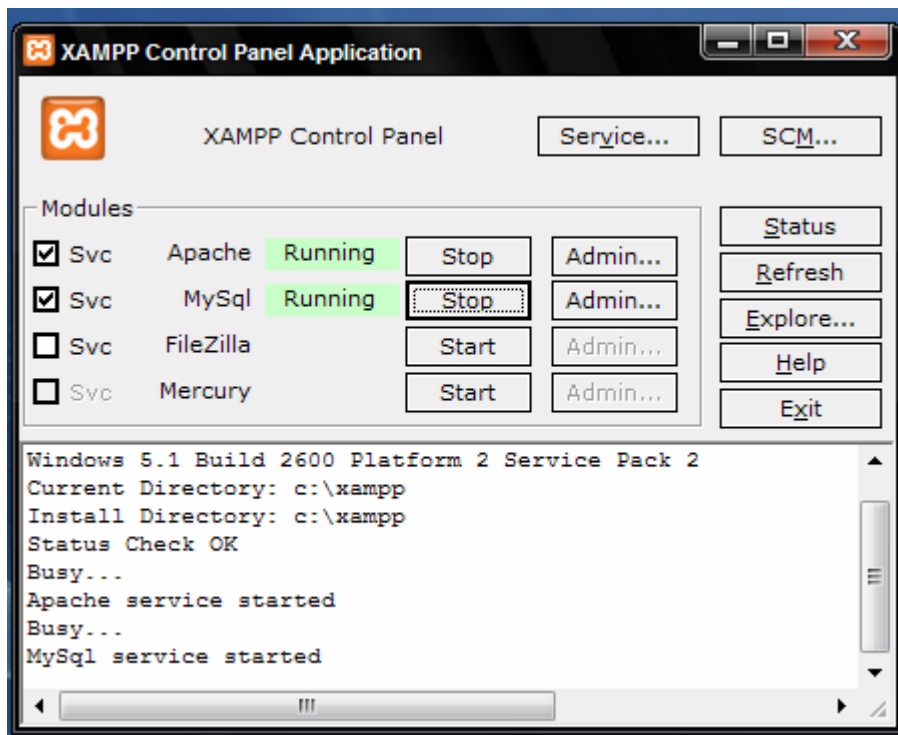 XAMPP Control Panel Application
XAMPP Control Panel Service... SCM...
Modules
Svc Apache Running Stop Admin...
Svc MySql Running Stop Admin...
Svc FileZilla Start Admin...
Svc Mercury Start Admin...
Status
Refresh
Explore...
Help
Exit
Windows 5.1 Build 2600 Platform 2 Service Pack 2
Current Directory: c:\xampp
Install Directory: c:\xampp
Status Check OK
Busy...
Apache service started
Busy...
MySql service started